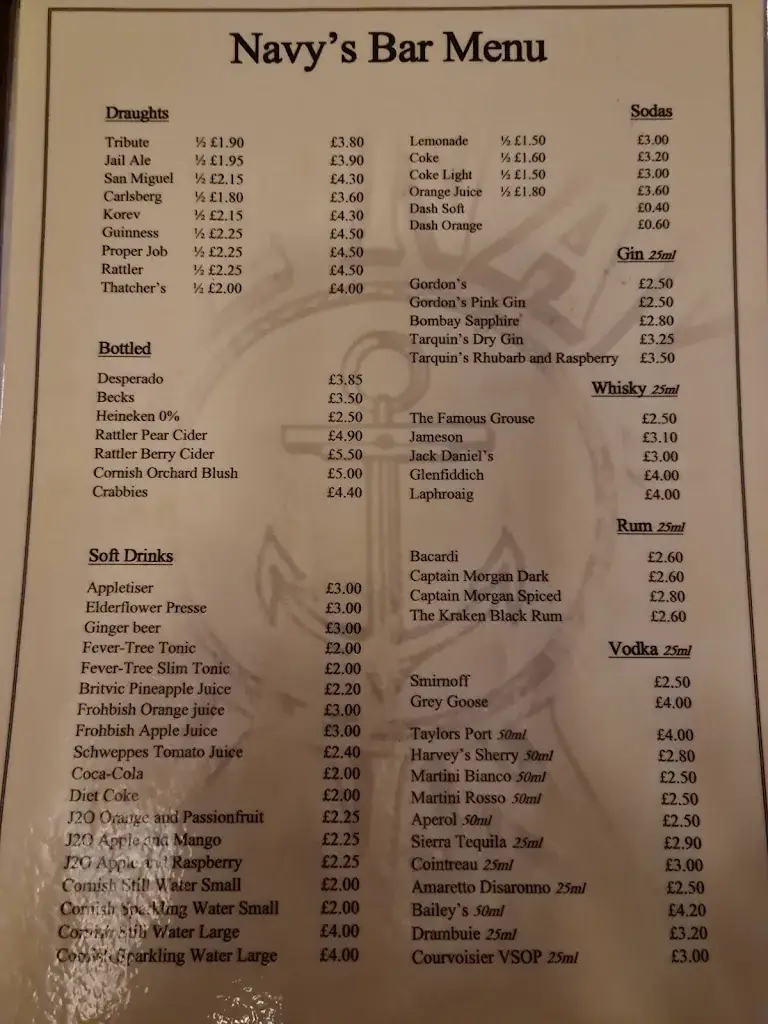 Navy's Bar Menu
Draughts
Tribute ½ £1.90 £3.80
Jail Ale ½ £1.95 £3.90
San Miguel ½ £2.15 £4.30
Carlsberg ½ £1.80 £3.60
Korev ½ £2.15 £4.30
Guinness ½ £2.25 £4.50
Proper Job ½ £2.25 £4.50
Rattler ½ £2.25 £4.50
Thatcher's ½ £2.00 £4.00
Bottled
Desperado £3.85
Becks £3.50
Heineken 0% £2.50
Rattler Pear Cider £4.90
Rattler Berry Cider £5.50
Cornish Orchard Blush £5.00
Crabbies £4.40
Soft Drinks
Appletiser £3.00
Elderflower Presse £3.00
Ginger beer £3.00
Fever-Tree Tonic £2.00
Fever-Tree Slim Tonic £2.00
Britvic Pineapple Juice £2.20
Frohbish Orange juice £3.00
Frohbish Apple Juice £3.00
Schweppes Tomato Juice £2.40
Coca-Cola £2.00
Diet Coke £2.00
J2O Orange and Passionfruit £2.25
J2O Apple and Mango £2.25
J2O Apple and Raspberry £2.25
Cornish Still Water Small £2.00
Cornish Sparkling Water Small £2.00
Cornish Still Water Large £4.00
Cornish Sparkling Water Large £4.00
Sodas
Lemonade ½ £1.50 £3.00
Coke ½ £1.60 £3.20
Coke Light ½ £1.50 £3.00
Orange Juice ½ £1.80 £3.60
Dash Soft £0.40
Dash Orange £0.60
Gin 25ml
Gordon's £2.50
Gordon's Pink Gin £2.50
Bombay Sapphire £2.80
Tarquin's Dry Gin £3.25
Tarquin's Rhubarb and Raspberry £3.50
Whisky 25ml
The Famous Grouse £2.50
Jameson £3.10
Jack Daniel's £3.00
Glenfiddich £4.00
Laphroaig £4.00
Rum 25ml
Bacardi £2.60
Captain Morgan Dark £2.60
Captain Morgan Spiced £2.80
The Kraken Black Rum £2.60
Vodka 25ml
Smirnoff £2.50
Grey Goose £4.00
Taylors Port 50ml £4.00
Harvey's Sherry 50ml £2.80
Martini Bianco 50ml £2.50
Martini Rosso 50ml £2.50
Aperol 50ml £2.50
Sierra Tequila 25ml £2.90
Cointreau 25ml £3.00
Amaretto Disaronno 25ml £2.50
Bailey's 50ml £4.20
Drambuie 25ml £3.20
Courvoisier VSOP 25ml £3.00